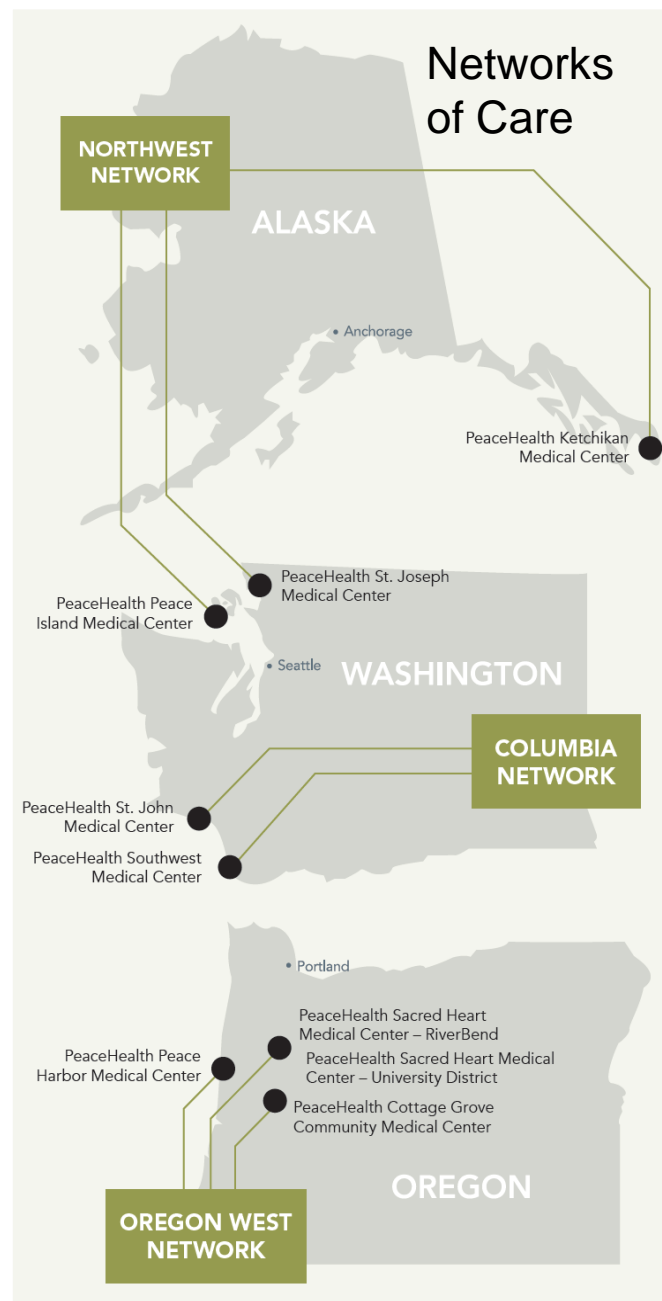 Networks
of Care
NORTHWEST
NETWORK
ALASKA
Anchorage
PeaceHealth Ketchikan
Medical Center
PeaceHealth St. Joseph
Medical Center
PeaceHealth Peace
Island Medical Center
Seattle
WASHINGTON
COLUMBIA
NETWORK
PeaceHealth St. John
Medical Center
PeaceHealth Southwest
Medical Center
Portland
PeaceHealth Sacred Heart
Medical Center – RiverBend
PeaceHealth Peace
Harbor Medical Center
PeaceHealth Sacred Heart Medical
Center – University District
PeaceHealth Cottage Grove
Community Medical Center
OREGON
OREGON WEST
NETWORK